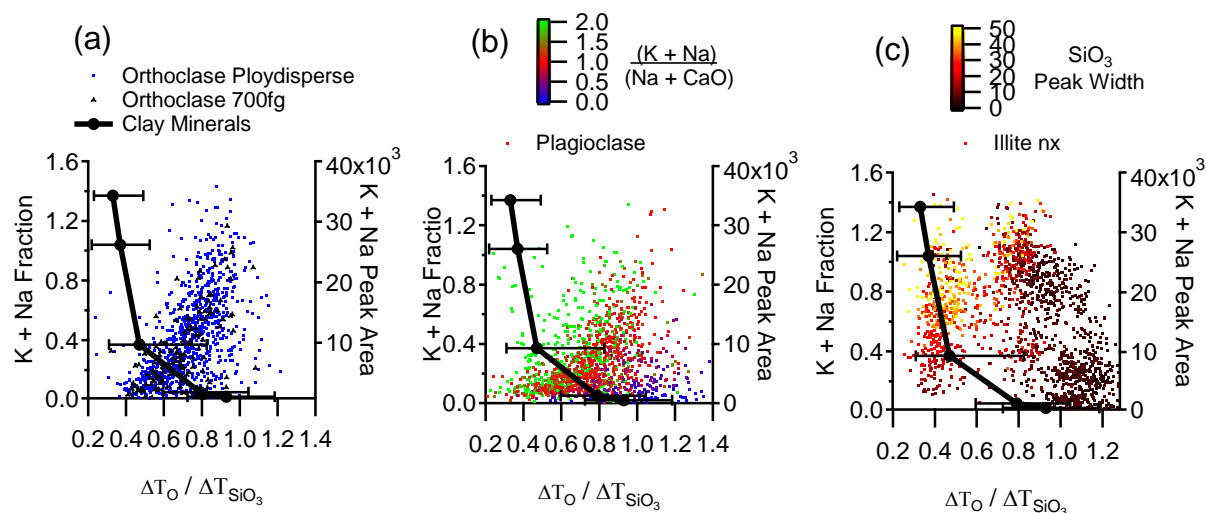 (a)
Orthoclase Ploydisperse
Orthoclase 700fg
Clay Minerals
1.6
1.2
0.8
0.4
0.0
K + Na Fraction
40x10³
30
20
10
0
K + Na Peak Area
0.2 0.4 0.6 0.8 1.0 1.2 1.4
ΔT_O / ΔT_SiO₃
(b)
2.0
1.5
1.0
0.5
0.0
(K + Na)
(Na + CaO)
Plagioclase
1.6
1.2
0.8
0.4
0.0
K + Na Fractio
40x10³
30
20
10
0
K + Na Peak Area
0.2 0.4 0.6 0.8 1.0 1.2 1.4
ΔT_O / ΔT_SiO₃
(c)
50
40
30
20
10
0
SiO₃
Peak Width
Illite nx
1.6
1.2
0.8
0.4
0.0
K + Na Fraction
40x10³
30
20
10
0
K + Na Peak Area
0.2 0.4 0.6 0.8 1.0 1.2
ΔT_O / ΔT_SiO₃